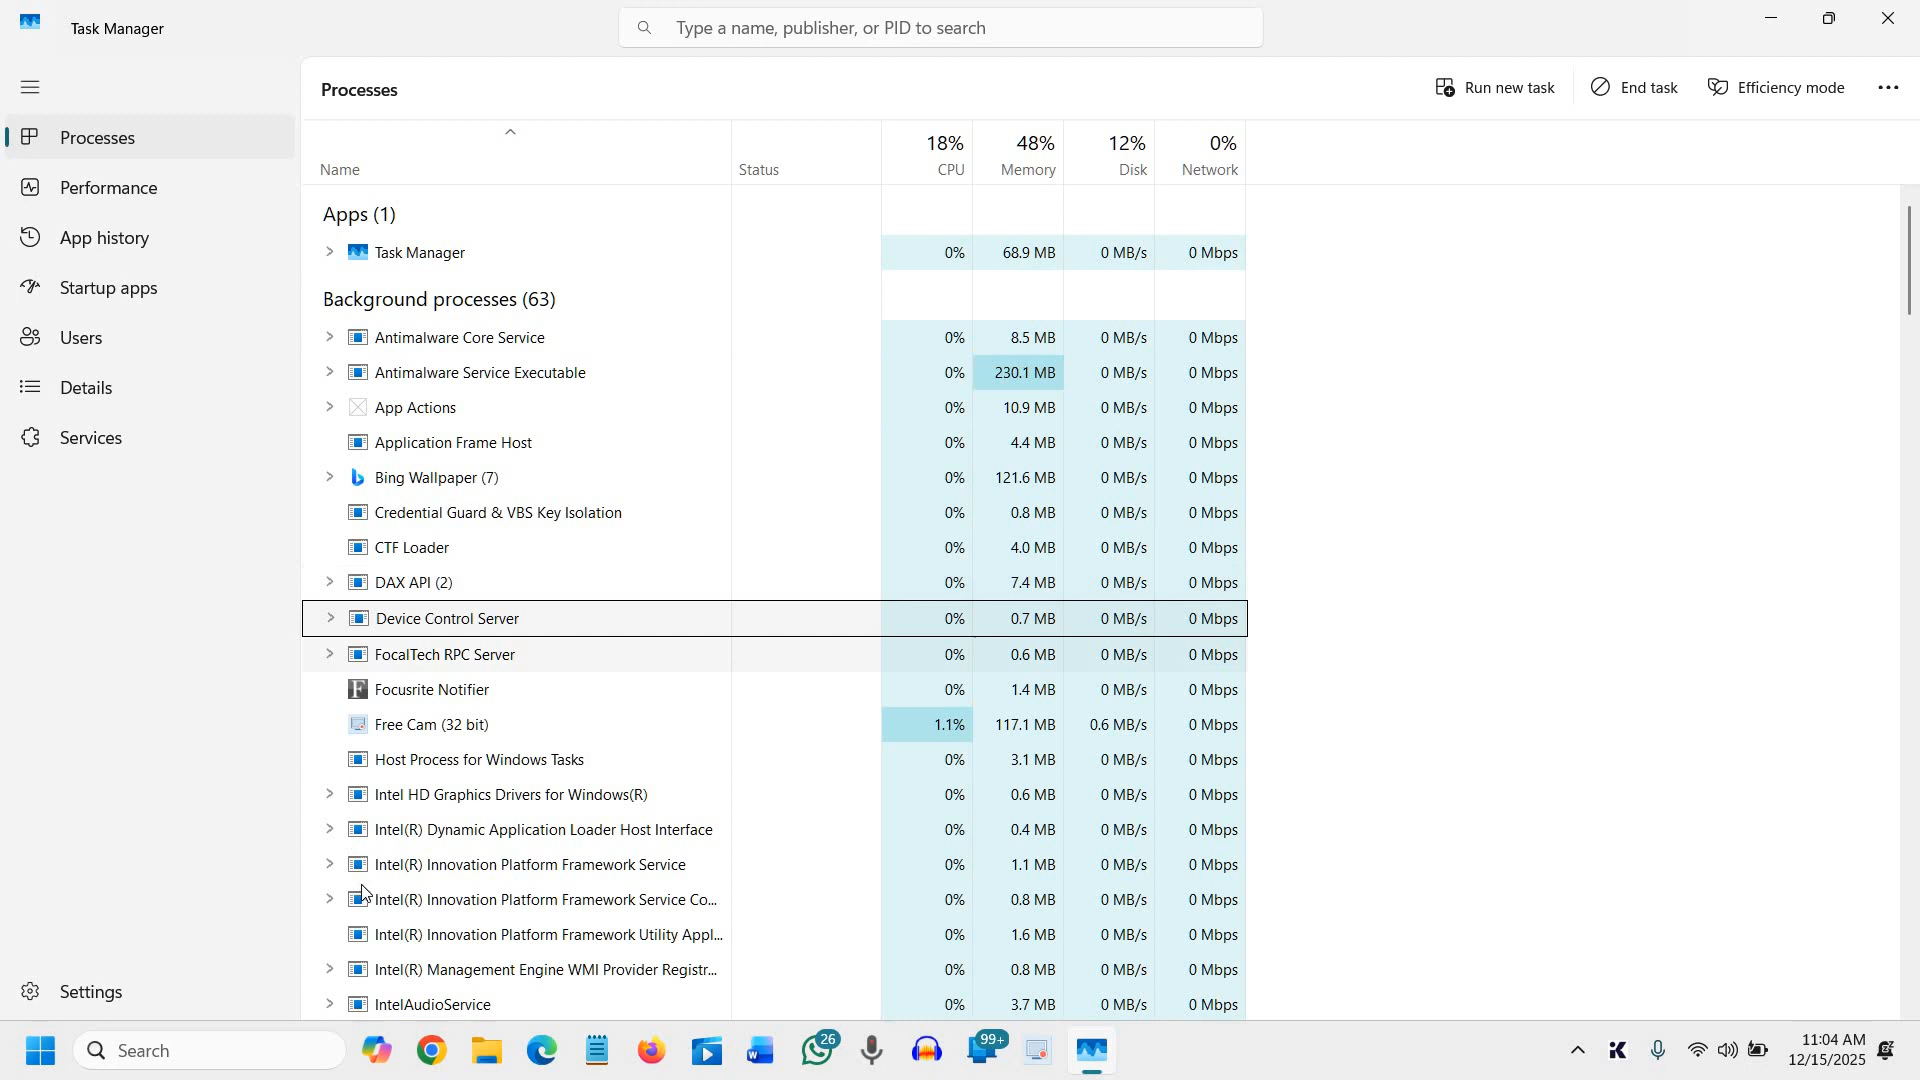 Task Manager
Type a name, publisher, or PID to search
Processes
Run new task
End task
Efficiency mode
Processes
Performance
App history
Startup apps
Users
Details
Services
Settings
Name Status 18% CPU 48% Memory 12% Disk 0% Network
Apps (1)
Task Manager 0% 68.9 MB 0 MB/s 0 Mbps
Background processes (63)
Antimalware Core Service 0% 8.5 MB 0 MB/s 0 Mbps
Antimalware Service Executable 0% 230.1 MB 0 MB/s 0 Mbps
App Actions 0% 10.9 MB 0 MB/s 0 Mbps
Application Frame Host 0% 4.4 MB 0 MB/s 0 Mbps
Bing Wallpaper (7) 0% 121.6 MB 0 MB/s 0 Mbps
Credential Guard & VBS Key Isolation 0% 0.8 MB 0 MB/s 0 Mbps
CTF Loader 0% 4.0 MB 0 MB/s 0 Mbps
DAX API (2) 0% 7.4 MB 0 MB/s 0 Mbps
Device Control Server 0% 0.7 MB 0 MB/s 0 Mbps
FocalTech RPC Server 0% 0.6 MB 0 MB/s 0 Mbps
Focusrite Notifier 0% 1.4 MB 0 MB/s 0 Mbps
Free Cam (32 bit) 1.1% 117.1 MB 0.6 MB/s 0 Mbps
Host Process for Windows Tasks 0% 3.1 MB 0 MB/s 0 Mbps
Intel HD Graphics Drivers for Windows(R) 0% 0.6 MB 0 MB/s 0 Mbps
Intel(R) Dynamic Application Loader Host Interface 0% 0.4 MB 0 MB/s 0 Mbps
Intel(R) Innovation Platform Framework Service 0% 1.1 MB 0 MB/s 0 Mbps
Intel(R) Innovation Platform Framework Service Co... 0% 0.8 MB 0 MB/s 0 Mbps
Intel(R) Innovation Platform Framework Utility Appl... 0% 1.6 MB 0 MB/s 0 Mbps
Intel(R) Management Engine WMI Provider Registr... 0% 0.8 MB 0 MB/s 0 Mbps
IntelAudioService 0% 3.7 MB 0 MB/s 0 Mbps
Search
26
99+
11:04 AM
12/15/2025